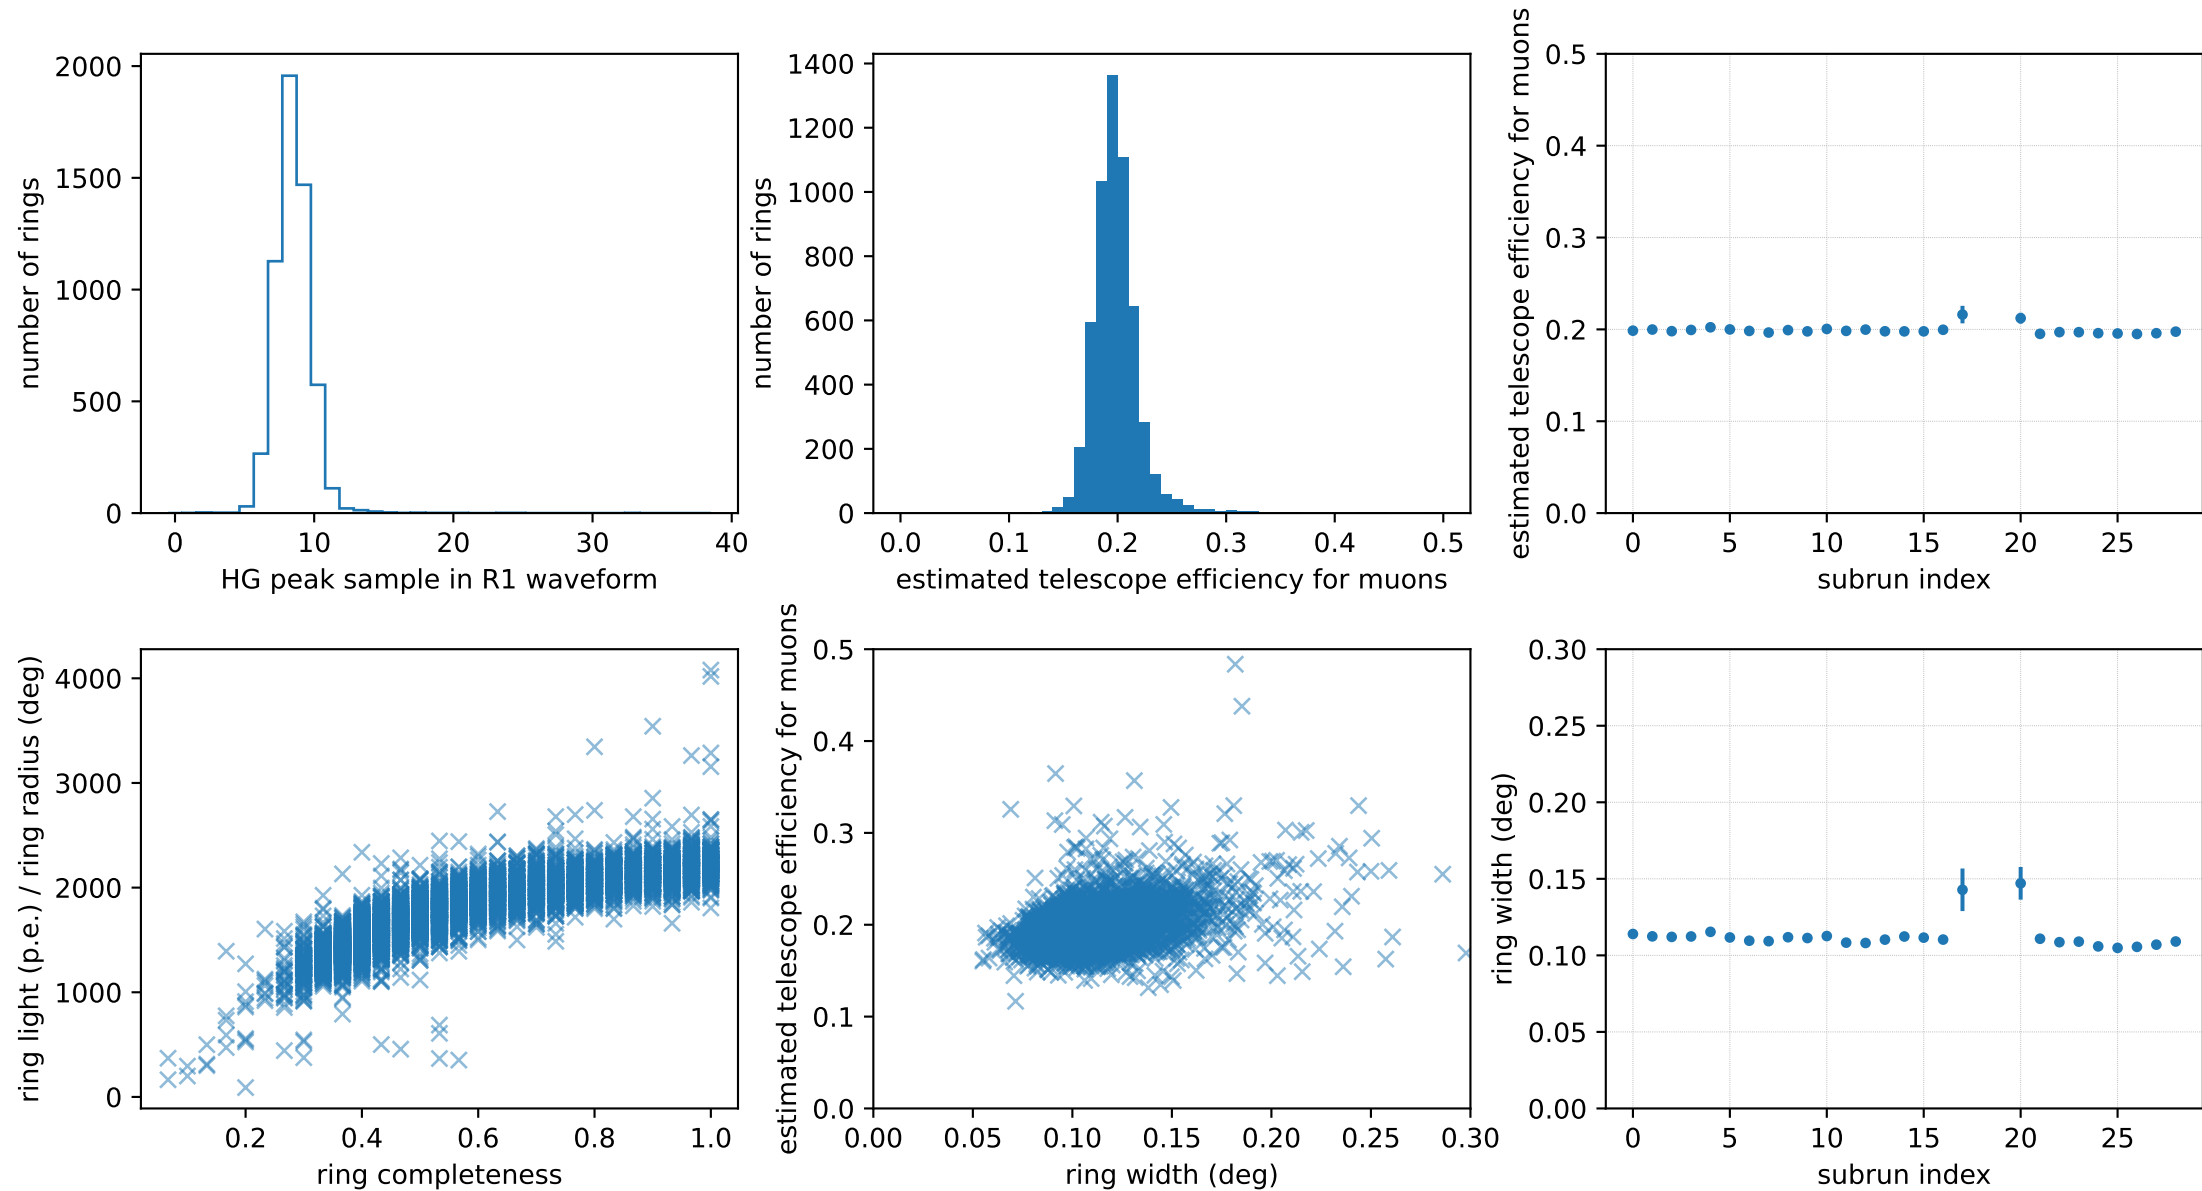 2000
1500
1000
500
0
number of rings
0 10 20 30 40
HG peak sample in R1 waveform
1400
1200
1000
800
600
400
200
0
number of rings
0.0 0.1 0.2 0.3 0.4 0.5
estimated telescope efficiency for muons
0.5
0.4
0.3
0.2
0.1
0.0
estimated telescope efficiency for muons
0 5 10 15 20 25
subrun index
4000
3000
2000
1000
0
ring light (p.e.) / ring radius (deg)
0.2 0.4 0.6 0.8 1.0
ring completeness
0.5
0.4
0.3
0.2
0.1
0.0
estimated telescope efficiency for muons
0.00 0.05 0.10 0.15 0.20 0.25 0.30
ring width (deg)
0.30
0.25
0.20
0.15
0.10
0.05
0.00
ring width (deg)
0 5 10 15 20 25
subrun index